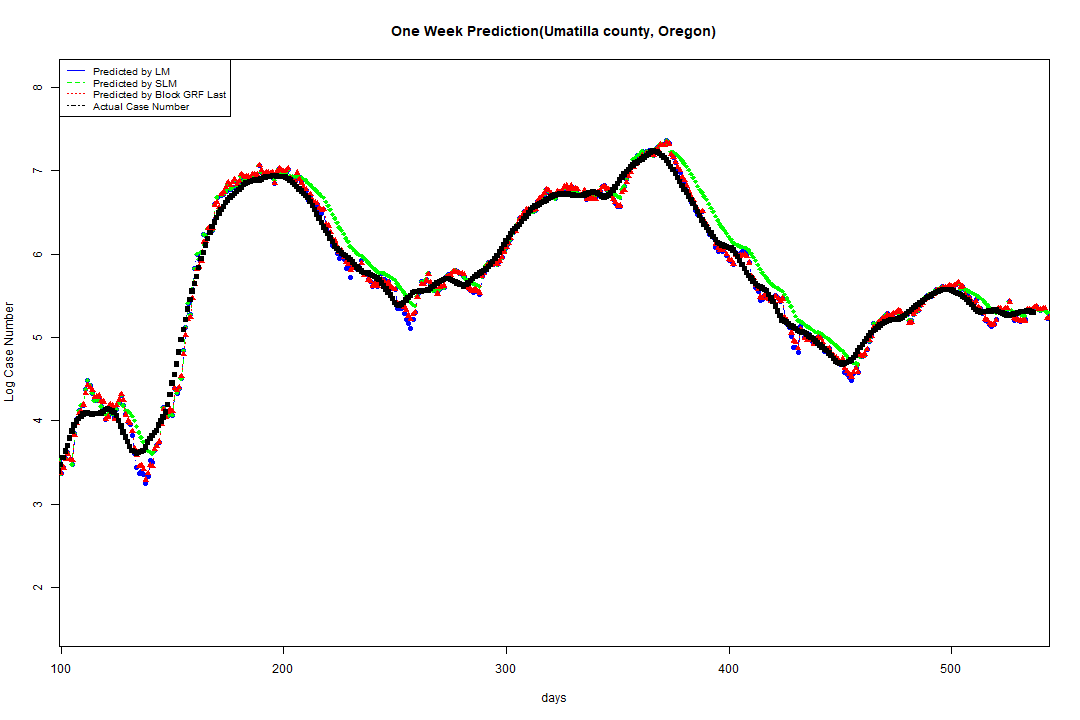 One Week Prediction(Umatilla county, Oregon)
Predicted by LM
Predicted by SLM
Predicted by Block GRF Last
Actual Case Number
8
7
6
5
4
3
2
Log Case Number
100 200 300 400 500
days